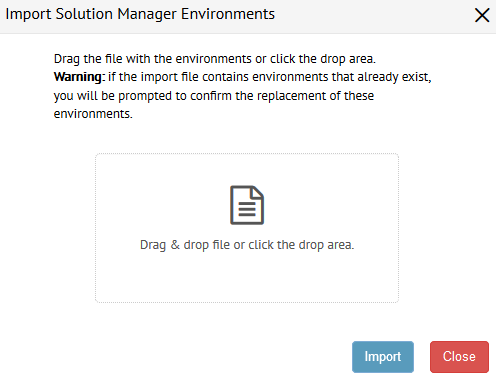 Import Solution Manager Environments
Drag the file with the environments or click the drop area.
Warning: if the import file contains environments that already exist,
you will be prompted to confirm the replacement of these
environments.
Drag & drop file or click the drop area.
Import
Close